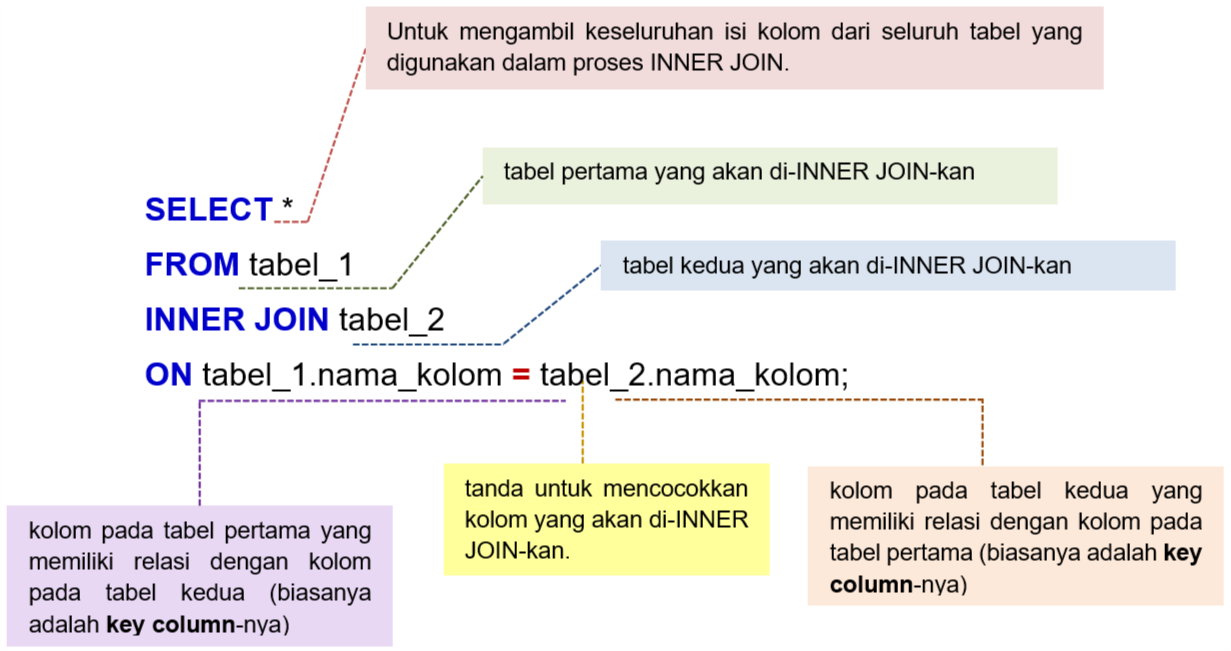 Untuk mengambil keseluruhan isi kolom dari seluruh tabel yang
digunakan dalam proses INNER JOIN.
tabel pertama yang akan di-INNER JOIN-kan
SELECT *
FROM tabel_1
tabel kedua yang akan di-INNER JOIN-kan
INNER JOIN tabel_2
ON tabel_1.nama_kolom = tabel_2.nama_kolom;
kolom pada tabel pertama yang
memiliki relasi dengan kolom
pada tabel kedua (biasanya
adalah key column-nya)
tanda untuk mencocokkan
kolom yang akan di-INNER
JOIN-kan.
kolom pada tabel kedua yang
memiliki relasi dengan kolom pada
tabel pertama (biasanya adalah key
column-nya)